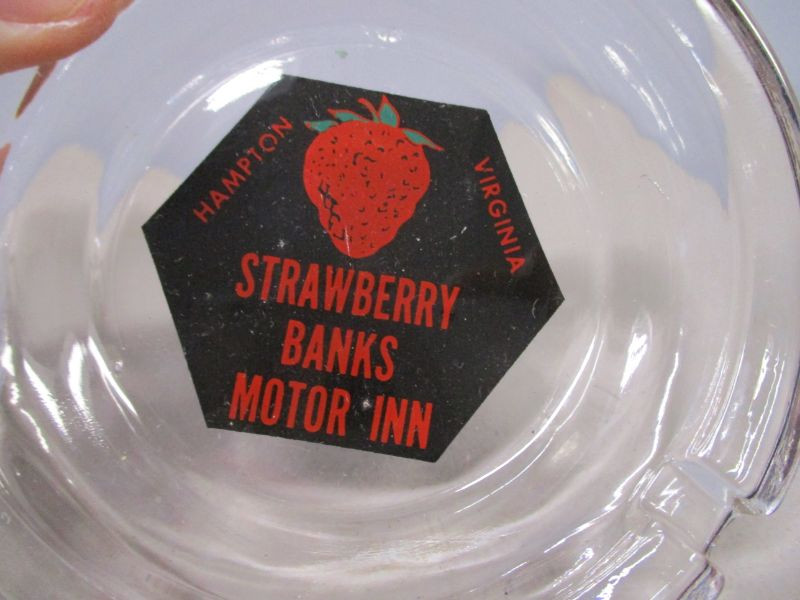 HAMPTON
VIRGINIA
STRAWBERRY
BANKS
MOTOR INN